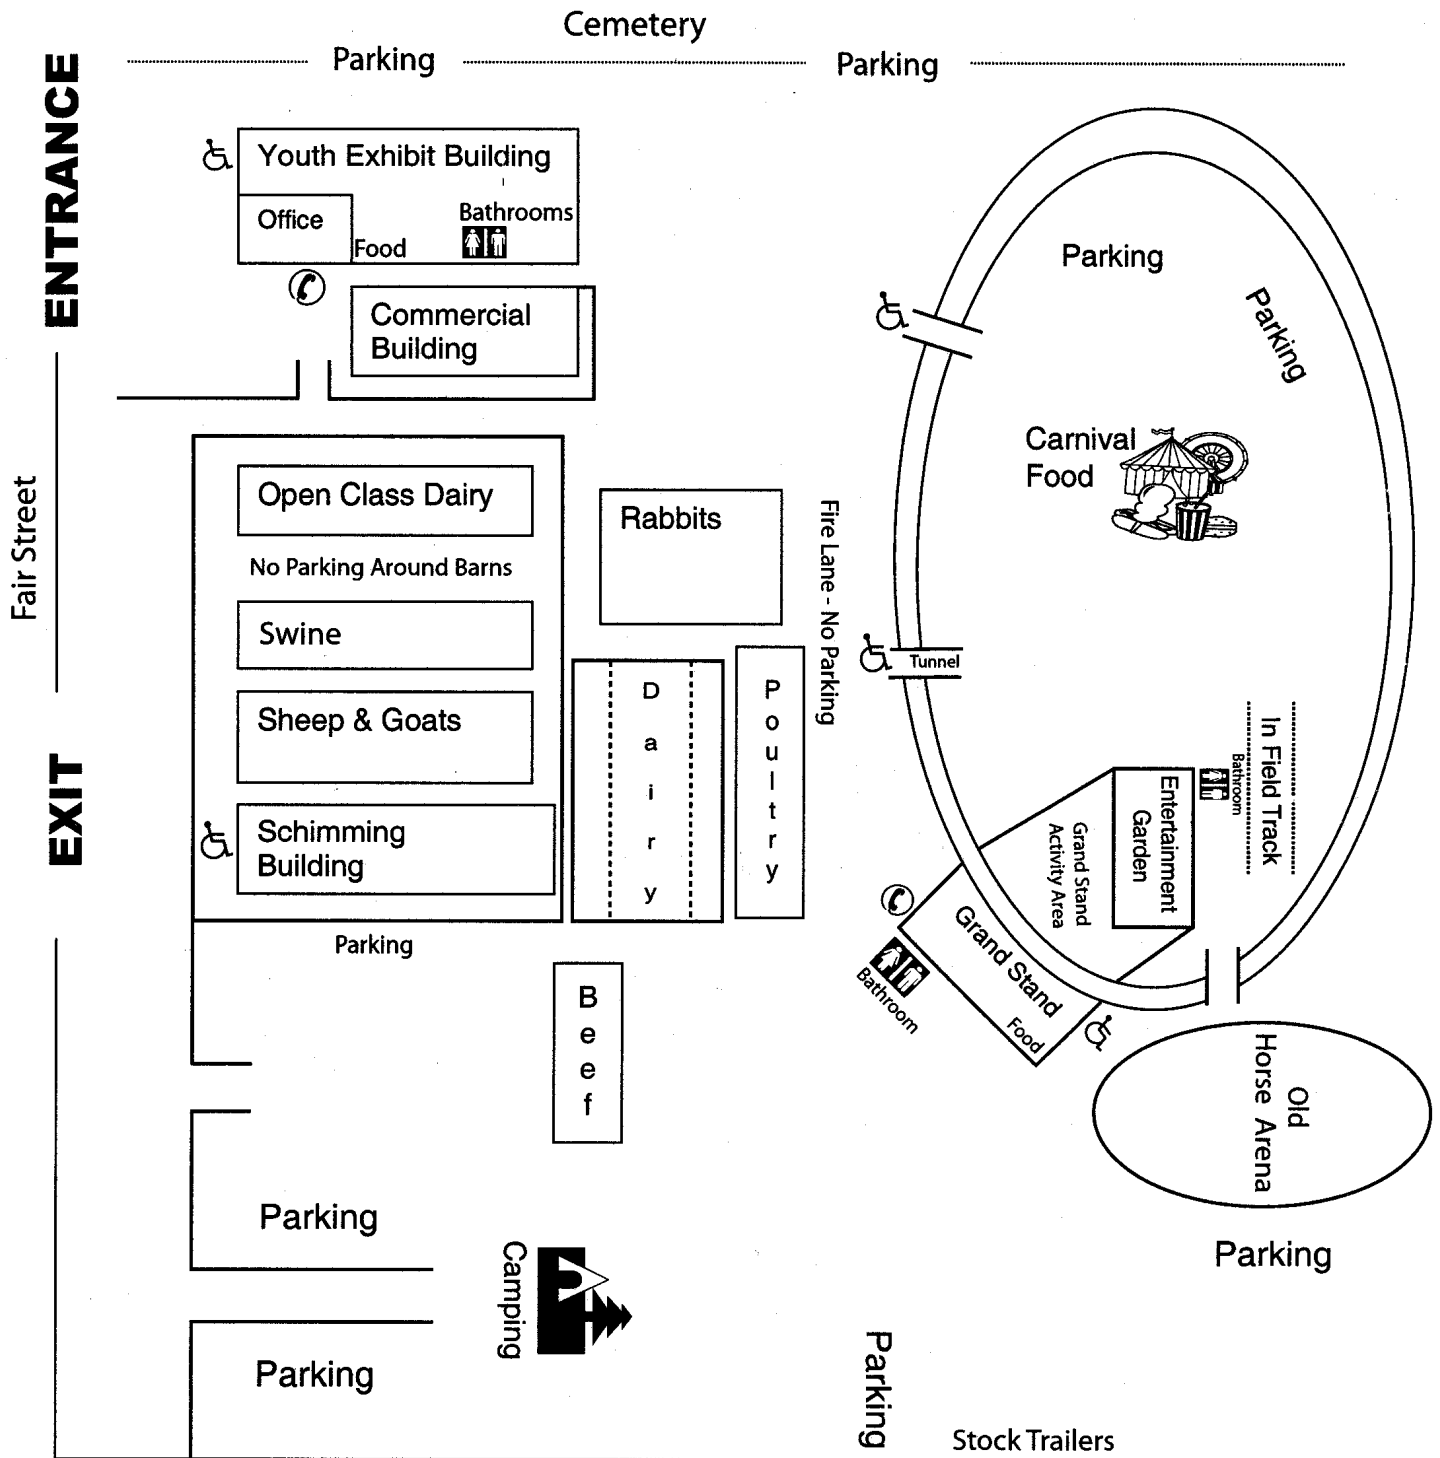 Cemetery
Parking
Parking
ENTRANCE
Youth Exhibit Building
Office
Food
Bathrooms
Commercial
Building
Parking
Parking
Carnival
Food
Fair Street
Open Class Dairy
No Parking Around Barns
Swine
Sheep & Goats
Schimming
Building
Rabbits
Dairy
Poultry
Fire Lane - No Parking
Tunnel
In Field Track
Bathroom
Entertainment
Garden
Grand Stand
Activity Area
Grand Stand
Food
Bathroom
EXIT
Parking
Beef
Old
Horse Arena
Parking
Parking
Camping
Parking
Parking
Stock Trailers